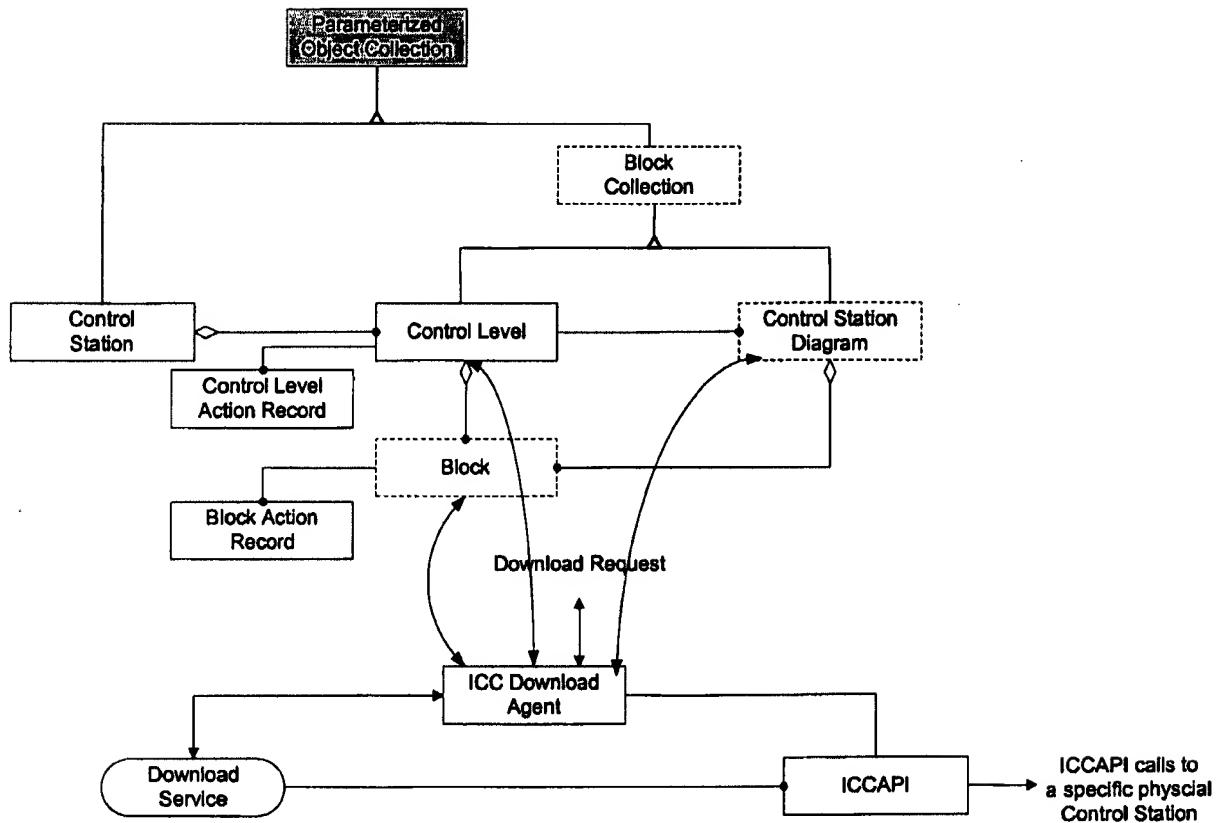 Parameterized
Object Collection
Block
Collection
Control
Station
Control Level
Control Station
Diagram
Control Level
Action Record
Block
Block Action
Record
Download Request
ICC Download
Agent
Download
Service
ICCAPI
ICCAPI calls to
a specific physcial
Control Station